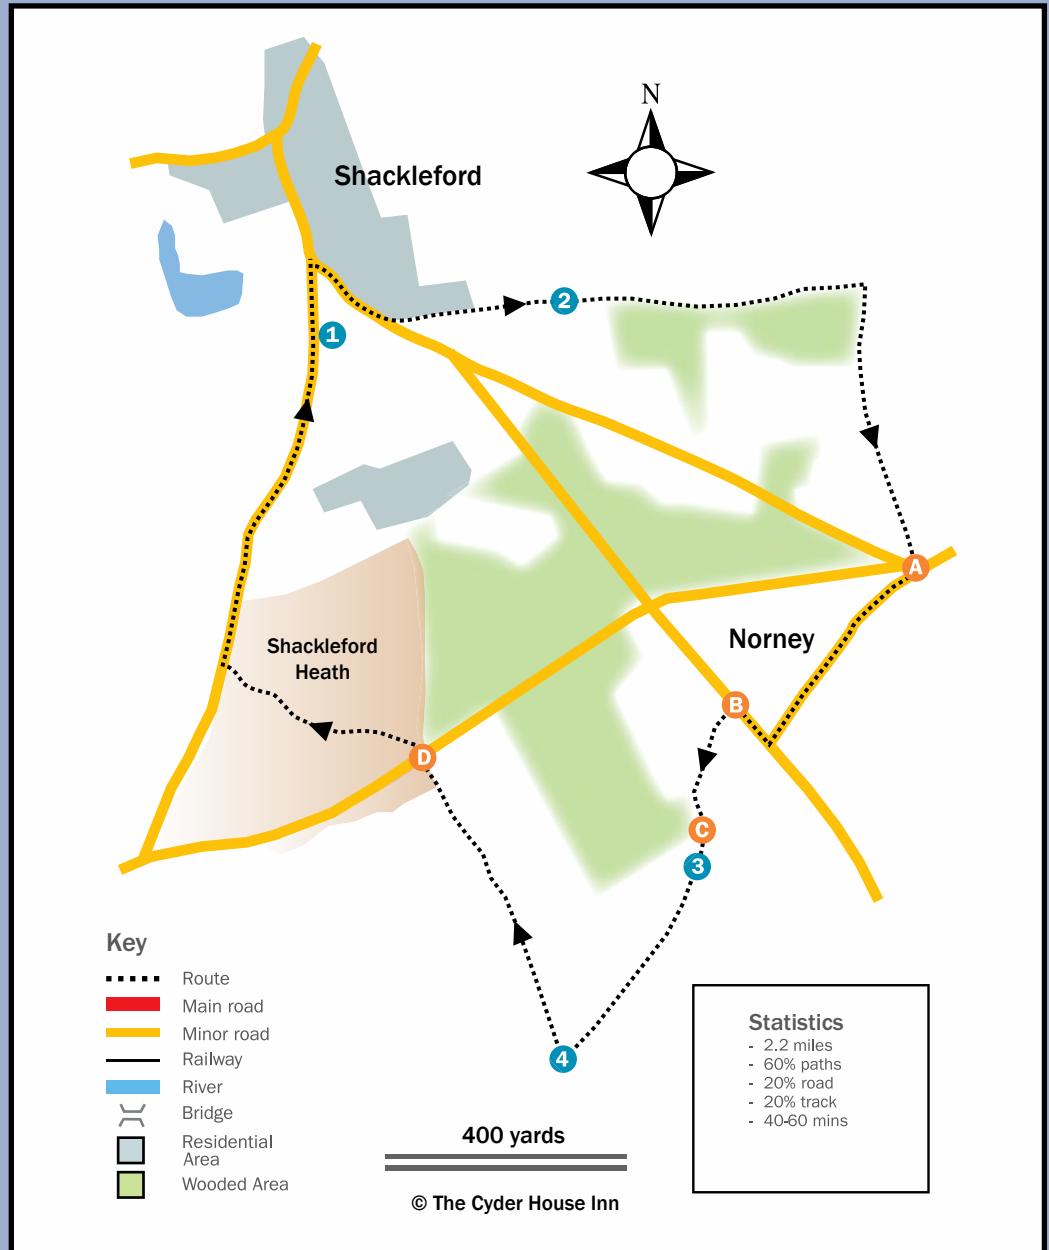 N
Shackleford
2
1
A
Norney
Shackleford
Heath
B
D
C
3
Key
Route
Main road
Minor road
Railway
River
Bridge
Residential
Area
Wooded Area
4
400 yards
© The Cyder House Inn
Statistics
- 2.2 miles
- 60% paths
- 20% road
- 20% track
- 40-60 mins